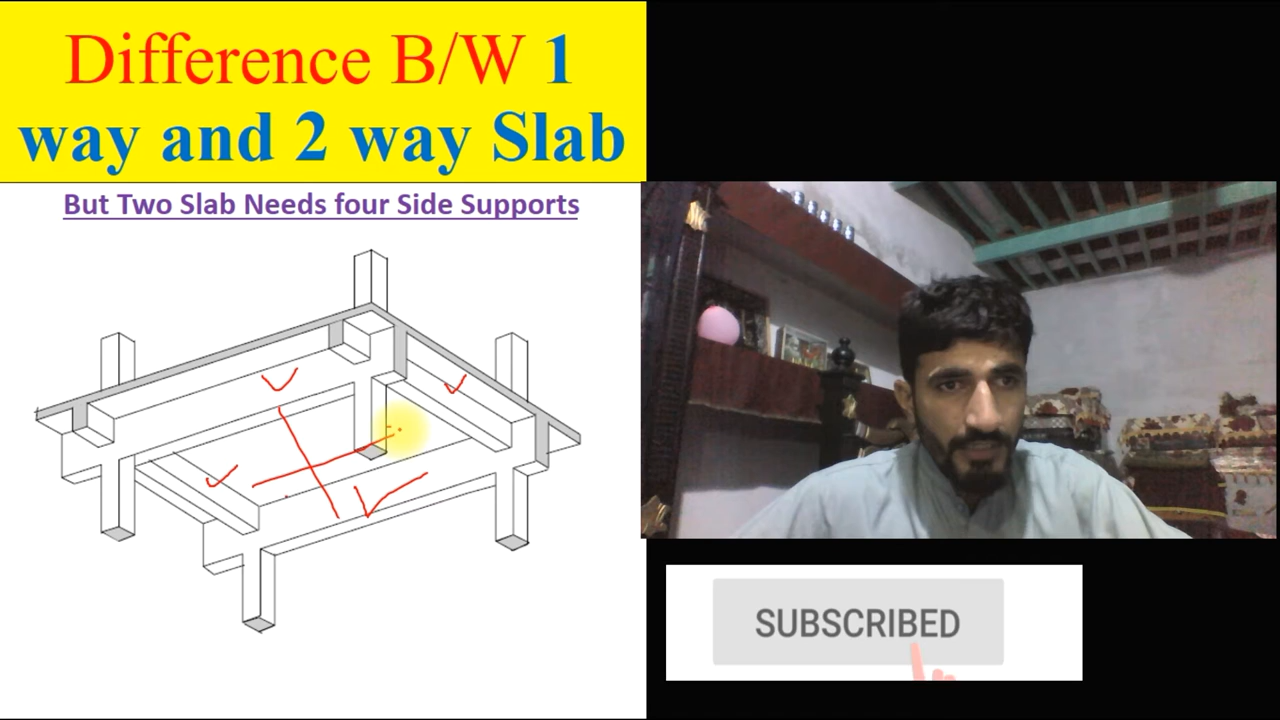 Difference B/W 1
way and 2 way Slab
But Two Slab Needs four Side Supports
SUBSCRIBED